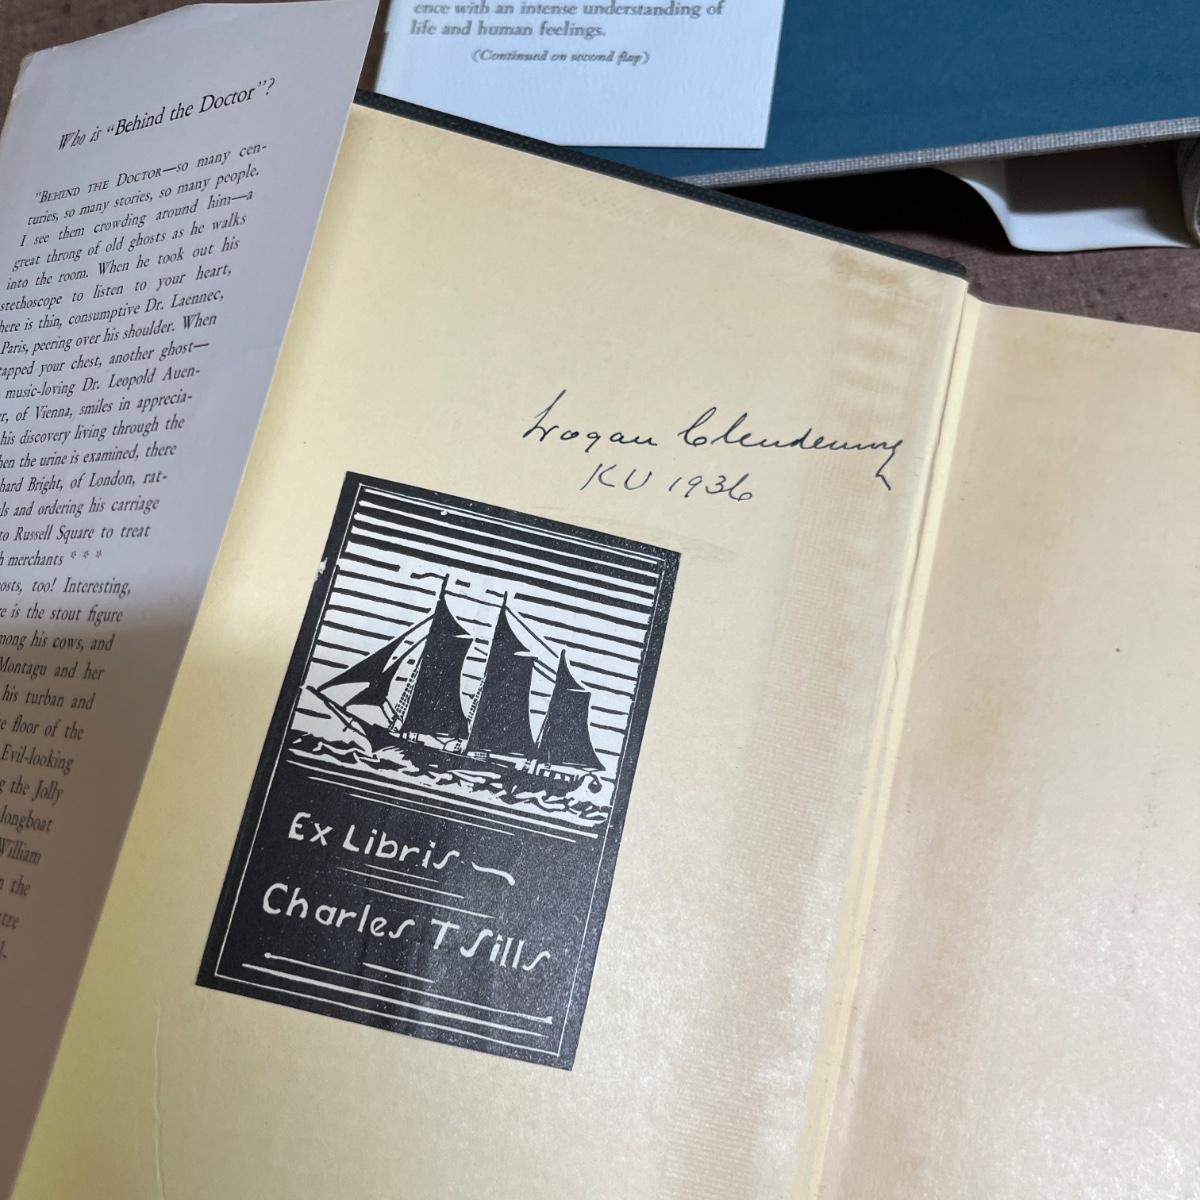 ence with an intense understanding of
life and human feelings.
(Continued on second flap)
Who is "Behind the Doctor"?
"BEHIND THE DOCTOR—so many cen-
turies, so many stories, so many people.
I see them crowding around him—a
great throng of old ghosts as he walks
into the room. When he took out his
stethoscope to listen to your heart,
here is thin, consumptive Dr. Laennec,
Paris, peering over his shoulder. When
tapped your chest, another ghost—
music-loving Dr. Leopold Auen-
r, of Vienna, smiles in apprecia-
his discovery living through the
hen the urine is examined, there
hard Bright, of London, rat-
ls and ordering his carriage
to Russell Square to treat
h merchants * * *
osts, too! Interesting,
e is the stout figure
mong his cows, and
Montagu and her
his turban and
e floor of the
Evil-looking
g the Jolly
longboat
William
n the
tre
l-
Logan Clendening
KU 1936
Ex Libris
Charles T Sills